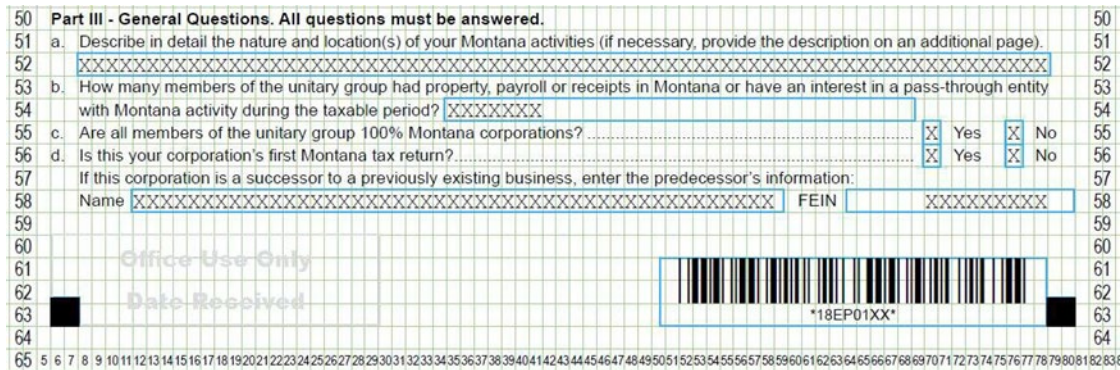 50 Part III - General Questions. All questions must be answered. 50
51 a. Describe in detail the nature and location(s) of your Montana activities (if necessary, provide the description on an additional page). 51
52 XXXXXXXXXXXXXXXXXXXXXXXXXXXXXXXXXXXXXXXXXXXXXXXXXXXXXXXXXXXXXXXXXXXXXXXX 52
53 b. How many members of the unitary group had property, payroll or receipts in Montana or have an interest in a pass-through entity 53
54 with Montana activity during the taxable period? XXXXXXX 54
55 c. Are all members of the unitary group 100% Montana corporations? X Yes X No 55
56 d. Is this your corporation's first Montana tax return? X Yes X No 56
57 If this corporation is a successor to a previously existing business, enter the predecessor's information: 57
58 Name XXXXXXXXXXXXXXXXXXXXXXXXXXXXXXXXXXXXXXXXXXXXXXXX FEIN XXXXXXXXX 58
59 59
60 Office Use Only 60
61 61
62 Date Received 62
63 *18EP01XX* 63
64 64
65 5 6 7 8 9 10 11 12 13 14 15 16 17 18 19 20 21 22 23 24 25 26 27 28 29 30 31 32 33 34 35 36 37 38 39 40 41 42 43 44 45 46 47 48 49 50 51 52 53 54 55 56 57 58 59 60 61 62 63 64 65 66 67 68 69 70 71 72 73 74 75 76 77 78 79 80 81 82 83